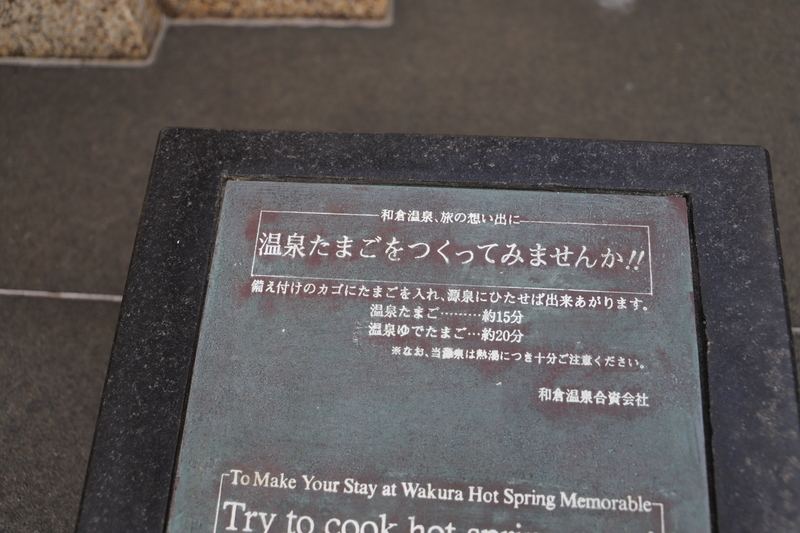 和倉温泉、旅の想い出に
温泉たまごをつくってみませんか!!
備え付けのカゴにたまごを入れ、源泉にひたせば出来あがります。
温泉たまご………約15分
温泉ゆでたまご…約20分
※なお、当源泉は熱湯につき十分ご注意ください。
和倉温泉合資会社
To Make Your Stay at Wakura Hot Spring Memorable
Try to cook hot